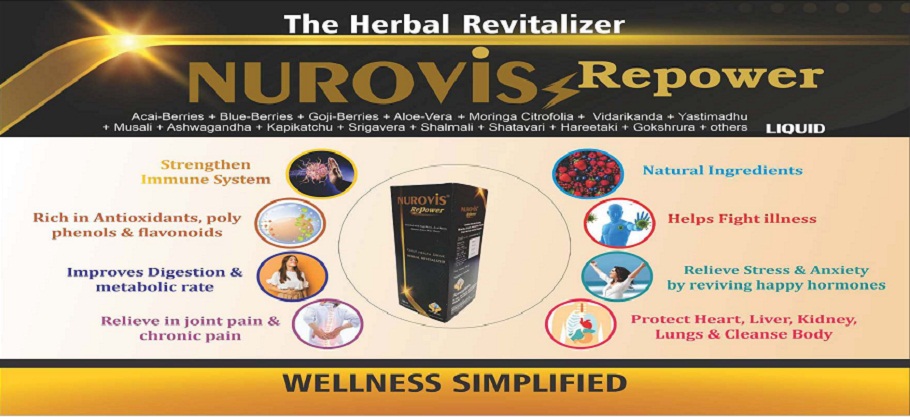 The Herbal Revitalizer
NUROVİS Repower
Acai-Berries + Blue-Berries + Goji-Berries + Aloe-Vera + Moringa Citrofolia + Vidarikanda + Yastimadhu
+ Musali + Ashwagandha + Kapikatchu + Srigavera + Shalmali + Shatavari + Hareetaki + Gokshrura + others
LIQUID
Strengthen
Immune System
Natural Ingredients
Rich in Antioxidants, poly
phenols & flavonoids
Helps Fight illness
Improves Digestion &
metabolic rate
Relieve Stress & Anxiety
by reviving happy hormones
Relieve in joint pain &
chronic pain
Protect Heart, Liver, Kidney,
Lungs & Cleanse Body
NUROVİS
RePower
WELLNESS SIMPLIFIED